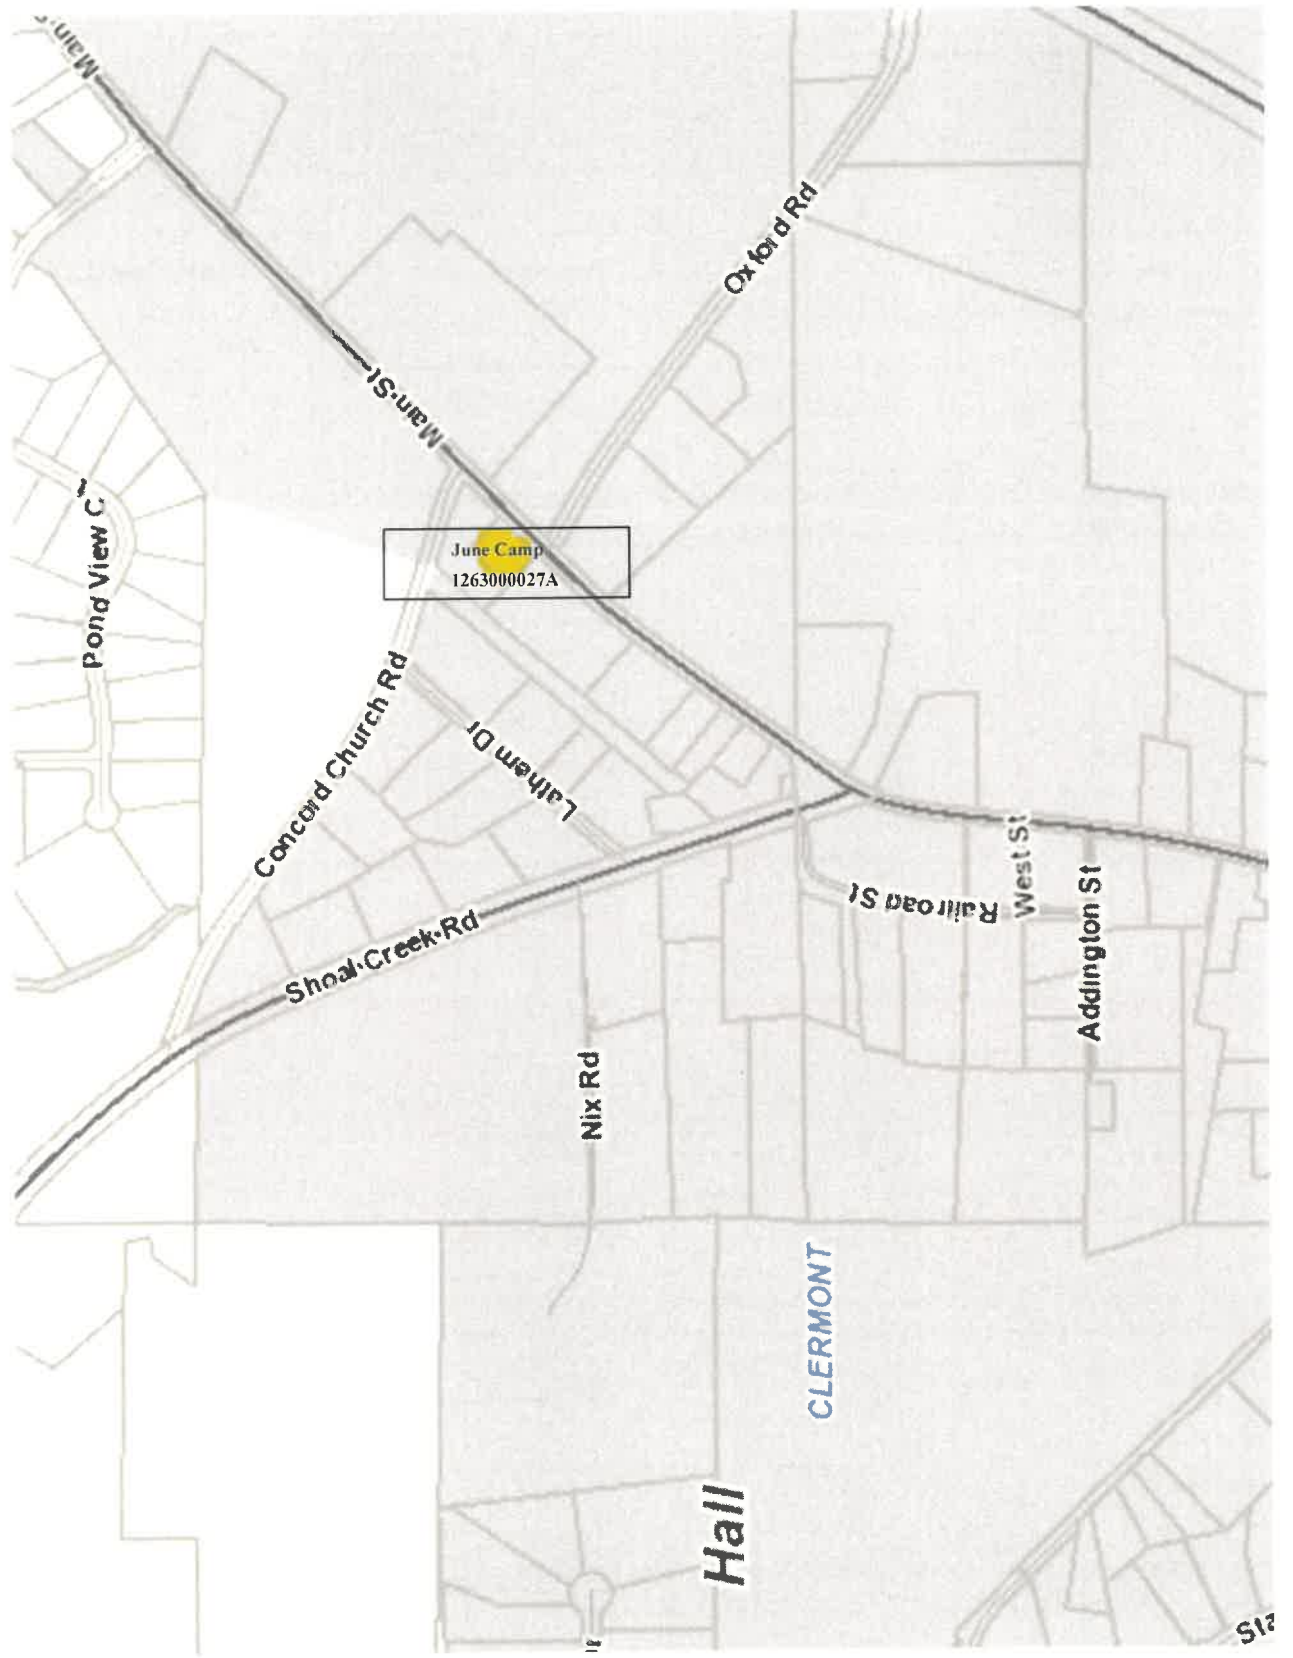 Main
Oxford Rd
Main St
Pond View C
June Camp
1263000027A
Concord Church Rd
Lathem Dr
Shoal Creek Rd
West St
Railroad St
Addington St
Nix Rd
CLERMONT
Hall